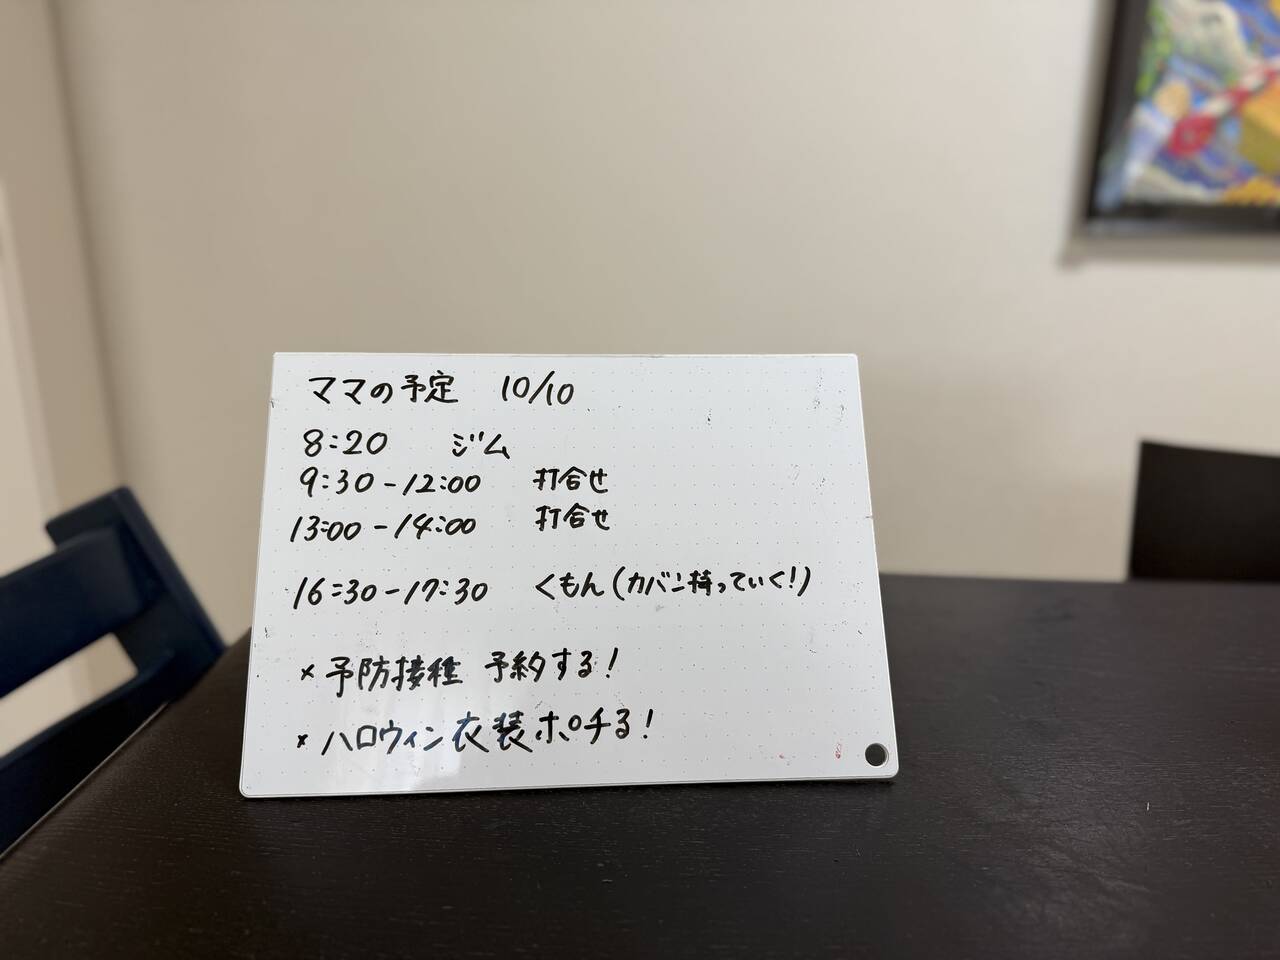 ママの予定 10/10
8:20 ジム
9:30-12:00 打合せ
13:00-14:00 打合せ
16:30-17:30 くもん(カバン持っていく!)
* 予防接種 予約する!
* ハロウィン衣装ポチる!